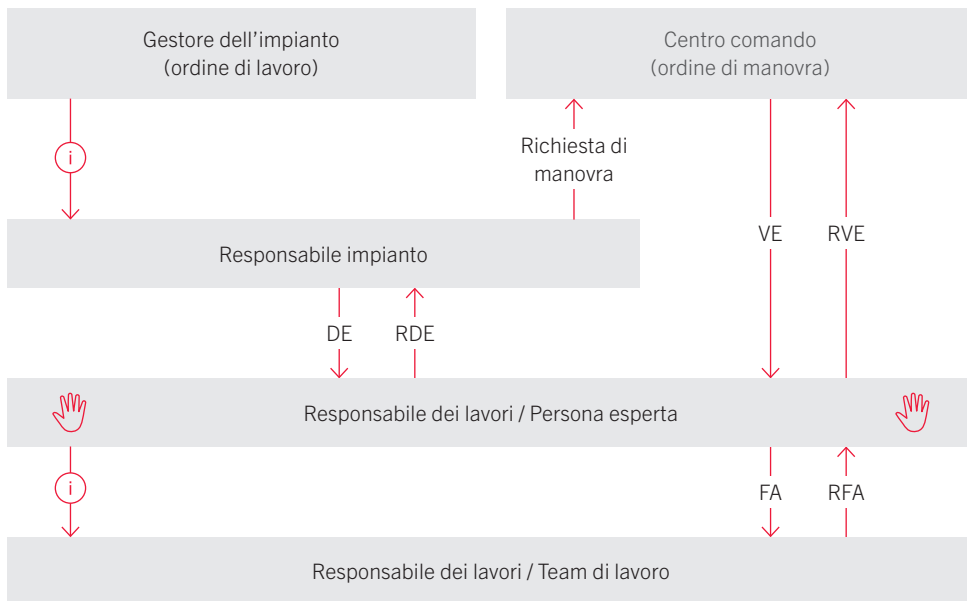 Gestore dell’impianto
(ordine di lavoro)
Centro comando
(ordine di manovra)
i
Richiesta di
manovra
Responsabile impianto
VE
RVE
DE
RDE
Responsabile dei lavori / Persona esperta
i
FA
RFA
Responsabile dei lavori / Team di lavoro